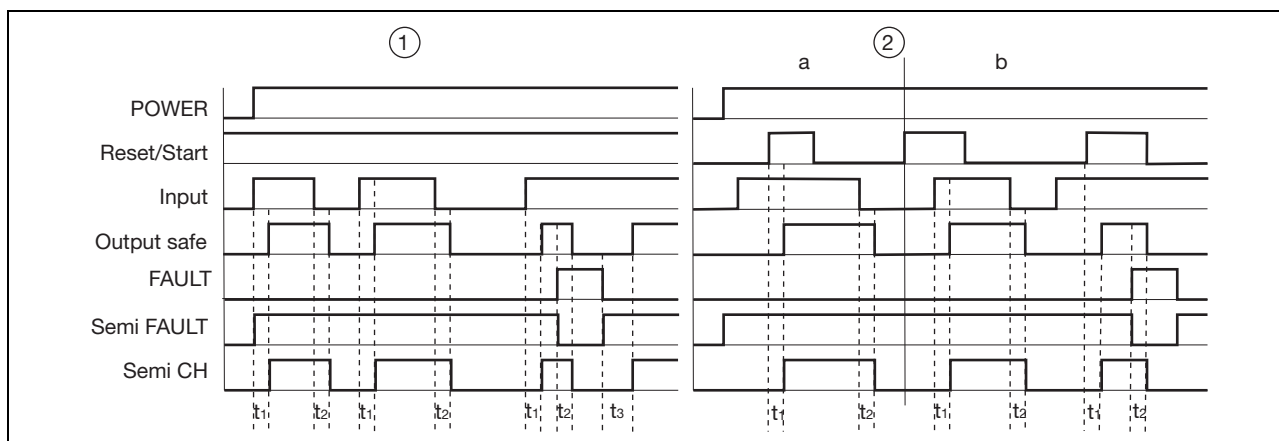 ① ②
a b
POWER
Reset/Start
Input
Output safe
FAULT
Semi FAULT
Semi CH
t1 t2 t1 t2 t1 t2 t3 t1 t2 t1 t2 t1 t2